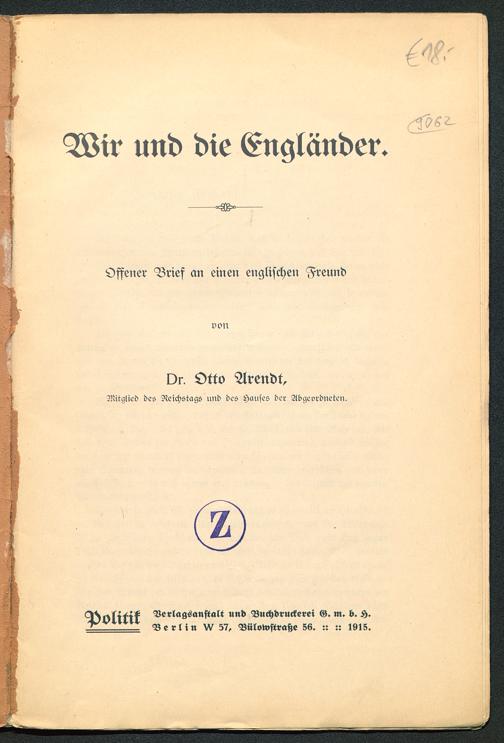 €18.-
9062
Wir und die Engländer.
Offener Brief an einen englischen Freund
von
Dr. Otto Arendt,
Mitglied des Reichstags und des Hauses der Abgeordneten.
Z
Politik Verlagsanstalt und Buchdruckerei G. m. b. H.
Berlin W 57, Bülowstraße 56. :: :: 1915.